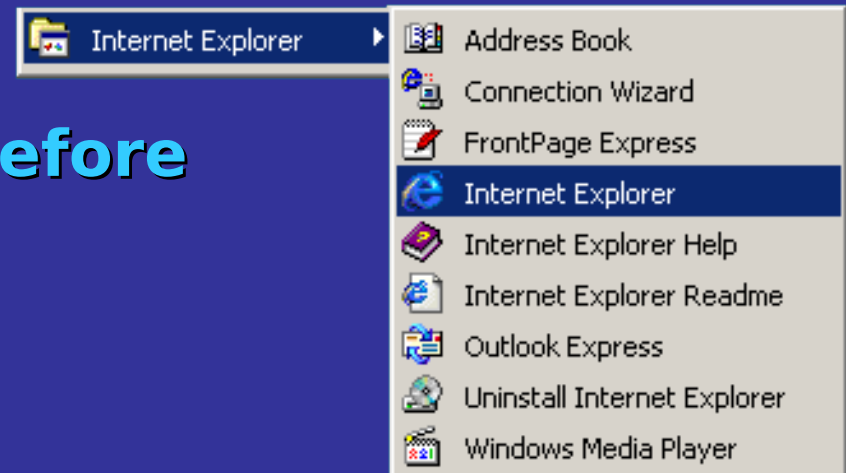 Internet Explorer
efore
Address Book
Connection Wizard
FrontPage Express
Internet Explorer
Internet Explorer Help
Internet Explorer Readme
Outlook Express
Uninstall Internet Explorer
Windows Media Player